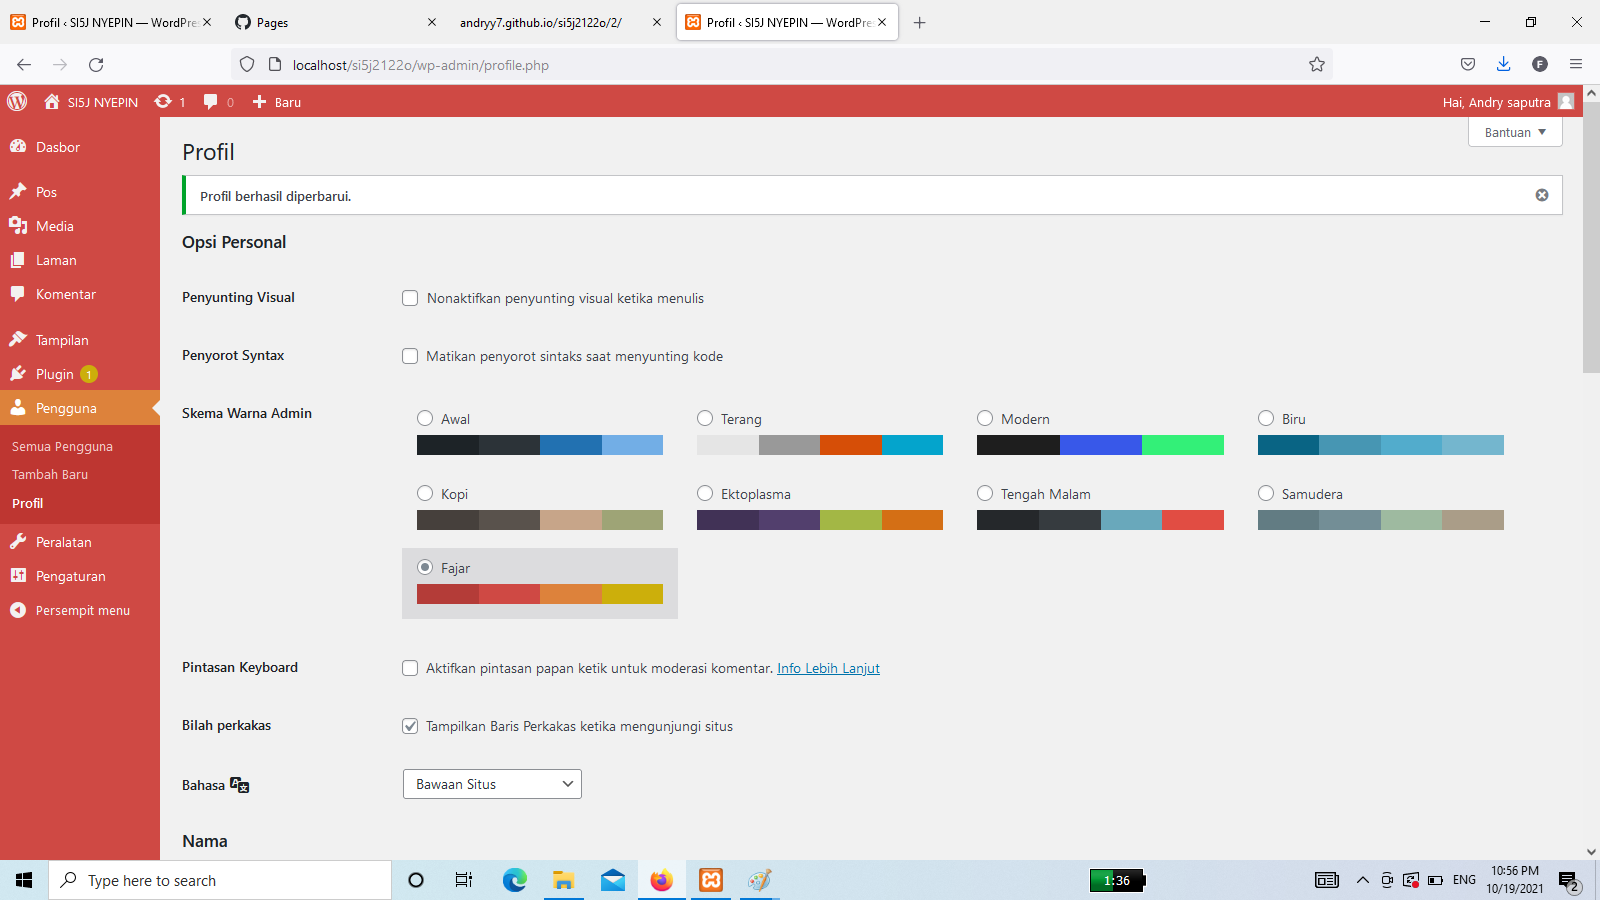 Profil ‹ SI5J NYEPIN — WordPre
Pages
andryy7.github.io/si5j2122o/2/
Profil ‹ SI5J NYEPIN — WordPre
localhost/si5j2122o/wp-admin/profile.php
F
SI5J NYEPIN
1
0
Baru
Hai, Andry saputra
Bantuan
Dasbor
Pos
Media
Laman
Komentar
Tampilan
Plugin 1
Pengguna
Semua Pengguna
Tambah Baru
Profil
Peralatan
Pengaturan
Persempit menu
Profil
Profil berhasil diperbarui.
Opsi Personal
Penyunting Visual
Nonaktifkan penyunting visual ketika menulis
Penyorot Syntax
Matikan penyorot sintaks saat menyunting kode
Skema Warna Admin
Awal
Terang
Modern
Biru
Kopi
Ektoplasma
Tengah Malam
Samudera
Fajar
Pintasan Keyboard
Aktifkan pintasan papan ketik untuk moderasi komentar. Info Lebih Lanjut
Bilah perkakas
Tampilkan Baris Perkakas ketika mengunjungi situs
Bahasa
Bawaan Situs
Nama
Type here to search
1:36
ENG
10:56 PM
10/19/2021
2